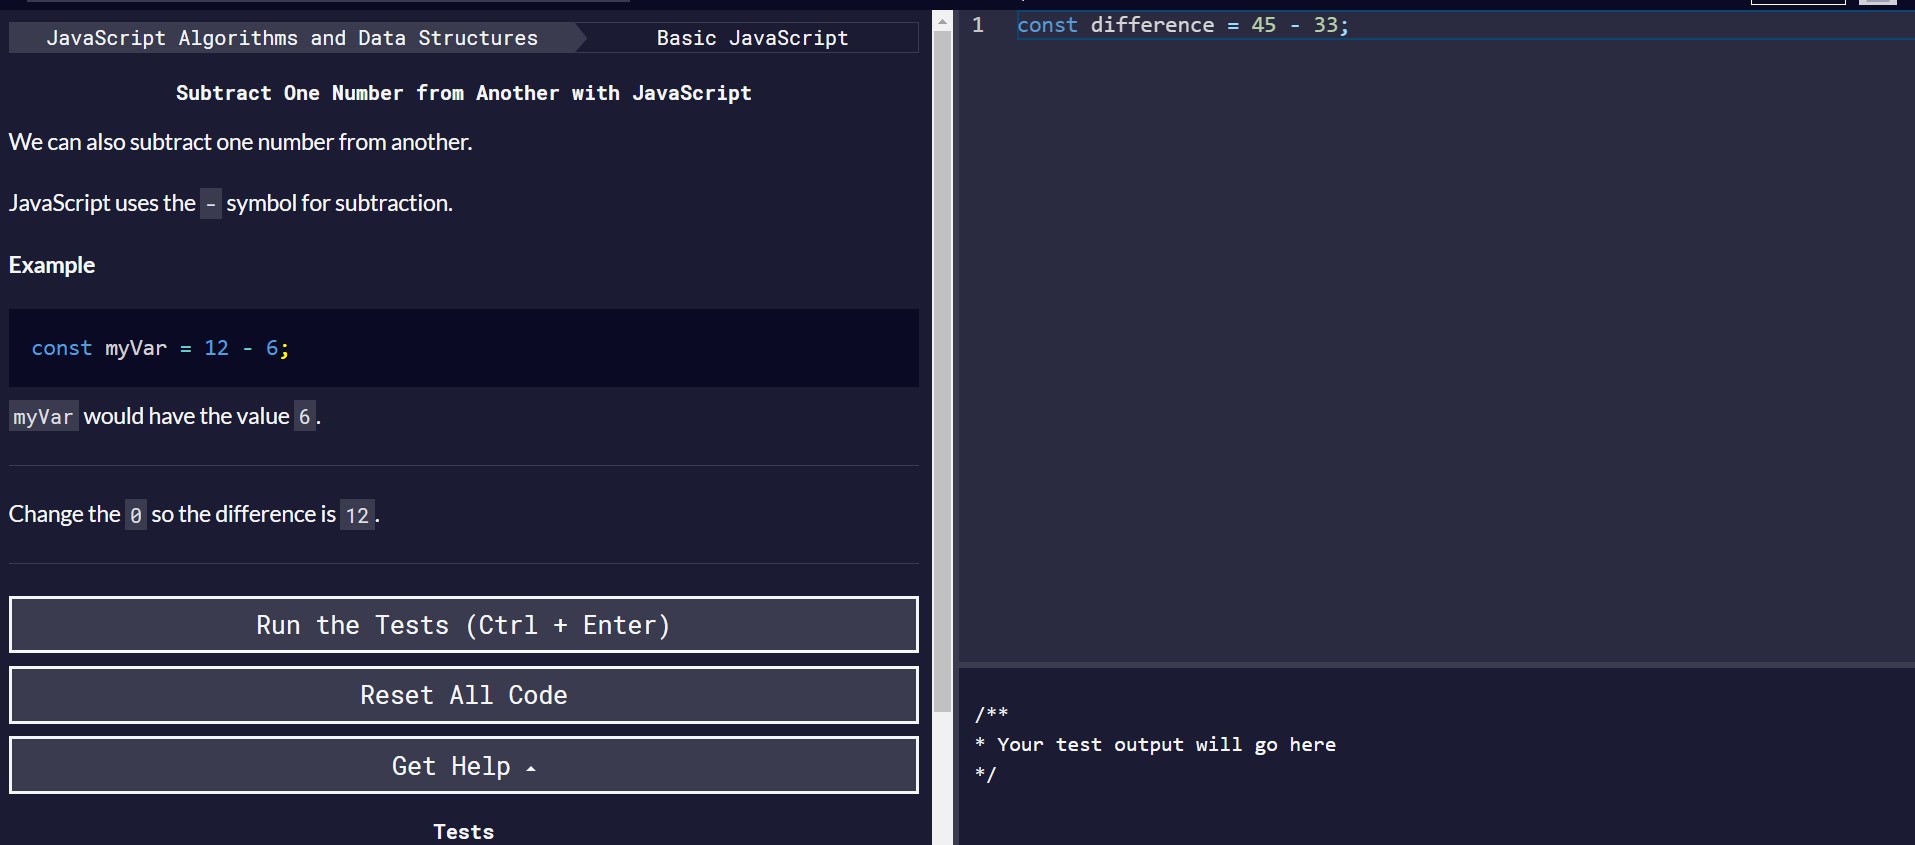 JavaScript Algorithms and Data Structures
Basic JavaScript
Subtract One Number from Another with JavaScript
We can also subtract one number from another.
JavaScript uses the - symbol for subtraction.
Example
const myVar = 12 - 6;
myVar would have the value 6.
Change the 0 so the difference is 12.
Run the Tests (Ctrl + Enter)
Reset All Code
Get Help
Tests
1 const difference = 45 - 33;
/**
* Your test output will go here
*/